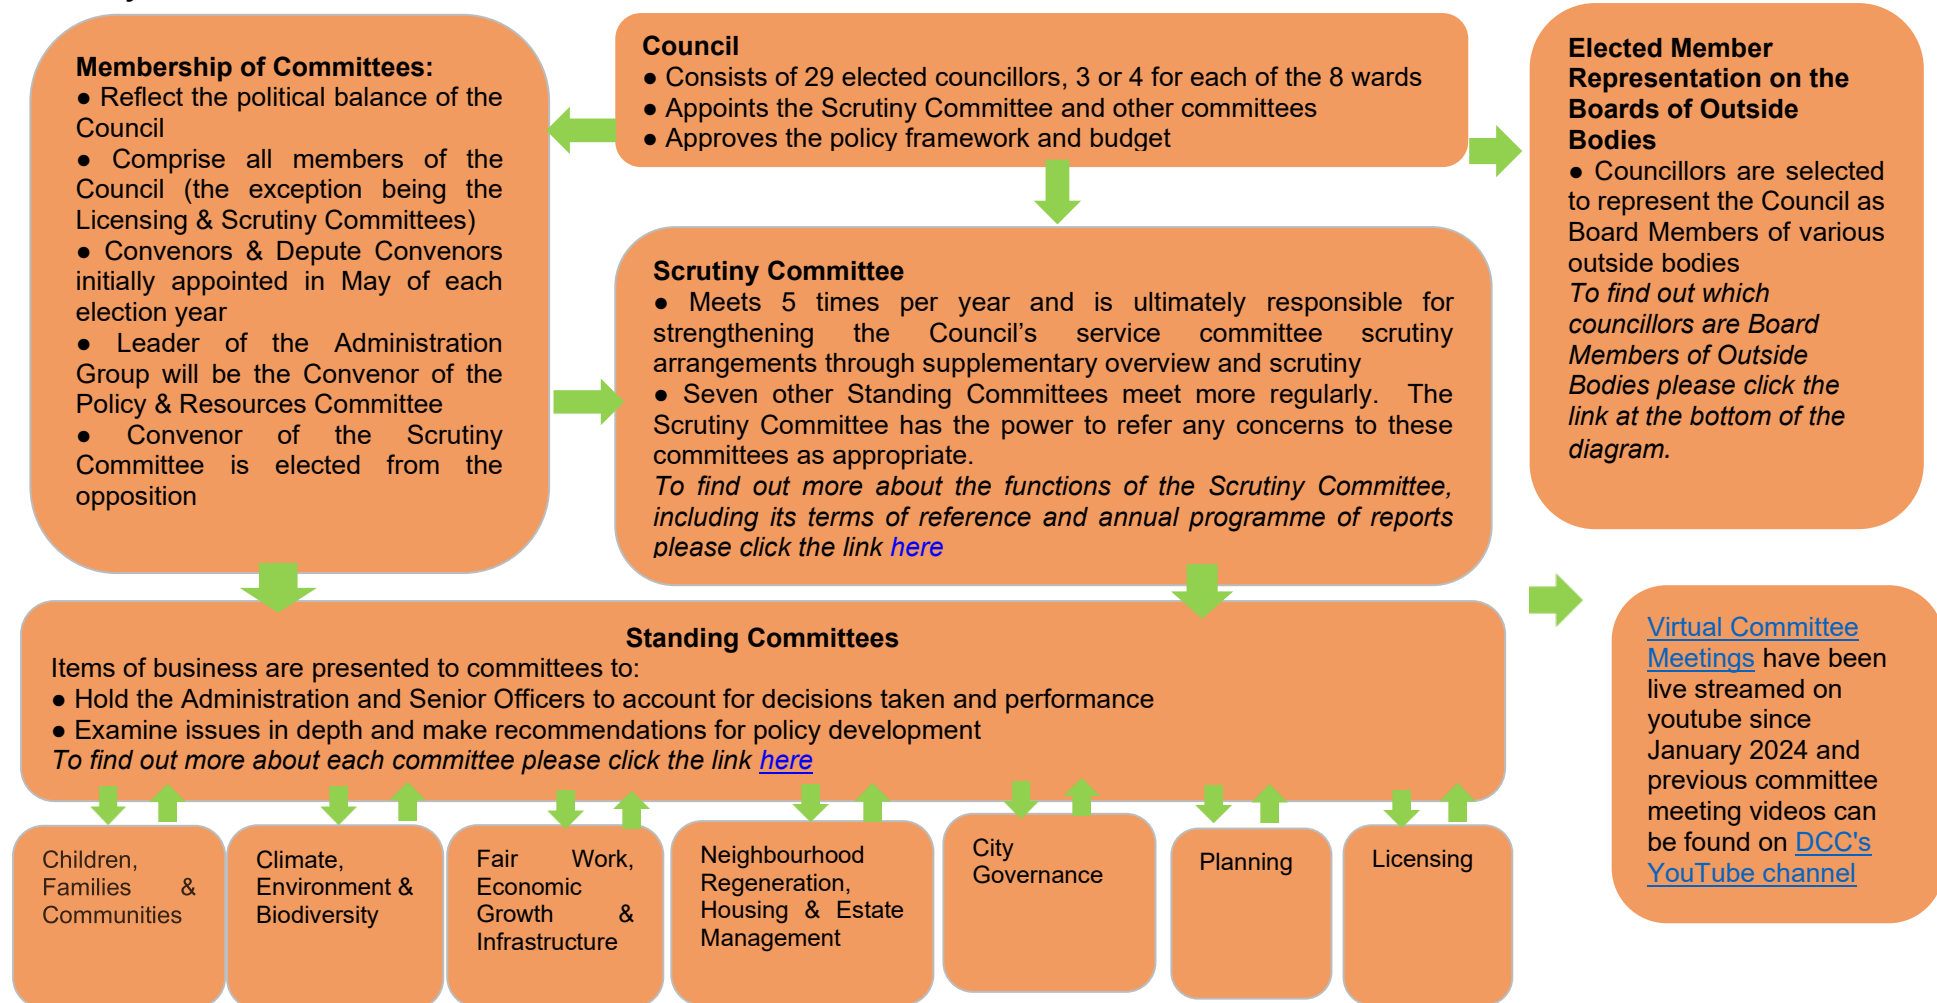 Membership of Committees:
● Reflect the political balance of the
Council
● Comprise all members of the
Council (the exception being the
Licensing & Scrutiny Committees)
● Convenors & Depute Convenors
initially appointed in May of each
election year
● Leader of the Administration
Group will be the Convenor of the
Policy & Resources Committee
● Convenor of the Scrutiny
Committee is elected from the
opposition
Council
● Consists of 29 elected councillors, 3 or 4 for each of the 8 wards
● Appoints the Scrutiny Committee and other committees
● Approves the policy framework and budget
Elected Member
Representation on the
Boards of Outside
Bodies
● Councillors are selected
to represent the Council as
Board Members of various
outside bodies
To find out which
councillors are Board
Members of Outside
Bodies please click the
link at the bottom of the
diagram.
Scrutiny Committee
● Meets 5 times per year and is ultimately responsible for
strengthening the Council’s service committee scrutiny
arrangements through supplementary overview and scrutiny
● Seven other Standing Committees meet more regularly. The
Scrutiny Committee has the power to refer any concerns to these
committees as appropriate.
To find out more about the functions of the Scrutiny Committee,
including its terms of reference and annual programme of reports
please click the link here
Standing Committees
Items of business are presented to committees to:
● Hold the Administration and Senior Officers to account for decisions taken and performance
● Examine issues in depth and make recommendations for policy development
To find out more about each committee please click the link here
Virtual Committee
Meetings have been
live streamed on
youtube since
January 2024 and
previous committee
meeting videos can
be found on DCC's
YouTube channel
Children,
Families &
Communities
Climate,
Environment &
Biodiversity
Fair Work,
Economic
Growth &
Infrastructure
Neighbourhood
Regeneration,
Housing & Estate
Management
City
Governance
Planning
Licensing